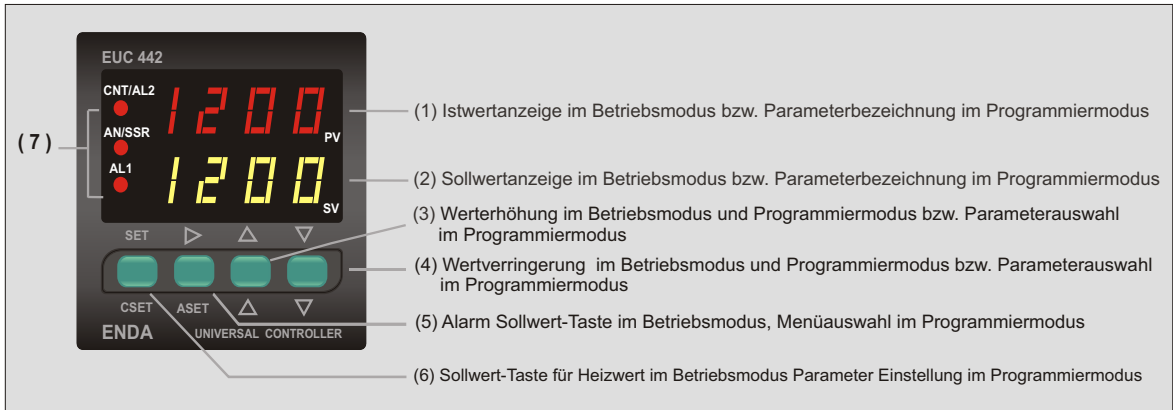 EUC 442
CNT/AL2
1200
PV
AN/SSR
(7)
AL1
1200
SV
SET
CSET ASET
ENDA UNIVERSAL CONTROLLER
(1) Istwertanzeige im Betriebsmodus bzw. Parameterbezeichnung im Programmiermodus
(2) Sollwertanzeige im Betriebsmodus bzw. Parameterbezeichnung im Programmiermodus
(3) Werterhöhung im Betriebsmodus und Programmiermodus bzw. Parameterauswahl
im Programmiermodus
(4) Wertverringerung im Betriebsmodus und Programmiermodus bzw. Parameterauswahl
im Programmiermodus
(5) Alarm Sollwert-Taste im Betriebsmodus, Menüauswahl im Programmiermodus
(6) Sollwert-Taste für Heizwert im Betriebsmodus Parameter Einstellung im Programmiermodus